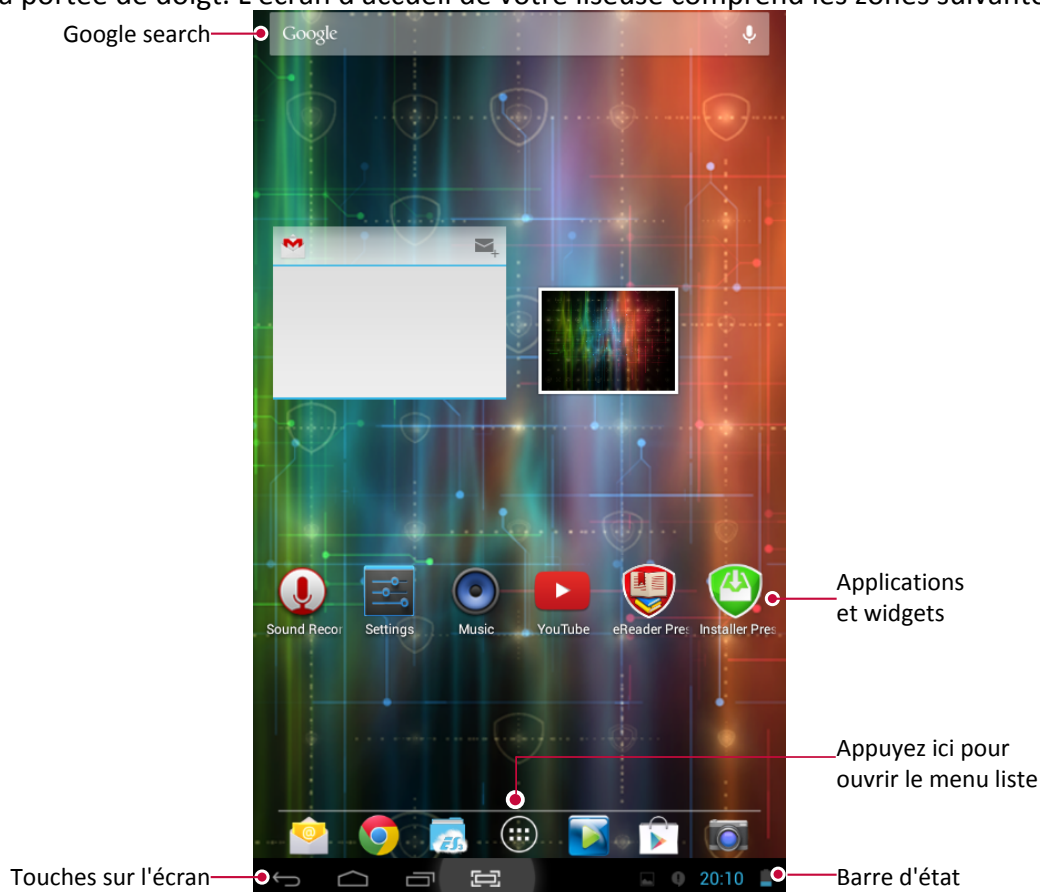 à portée de doigt. L'écran d'accueil de votre liseuse comprend les zones
Google search
Google
Sound Recor
Settings
Music
YouTube
eReader Pres
Installer Pres
Applications
et widgets
Appuyez ici pour
ouvrir le menu liste
@
ES
Touches sur l'écran
20:10
Barre d'état